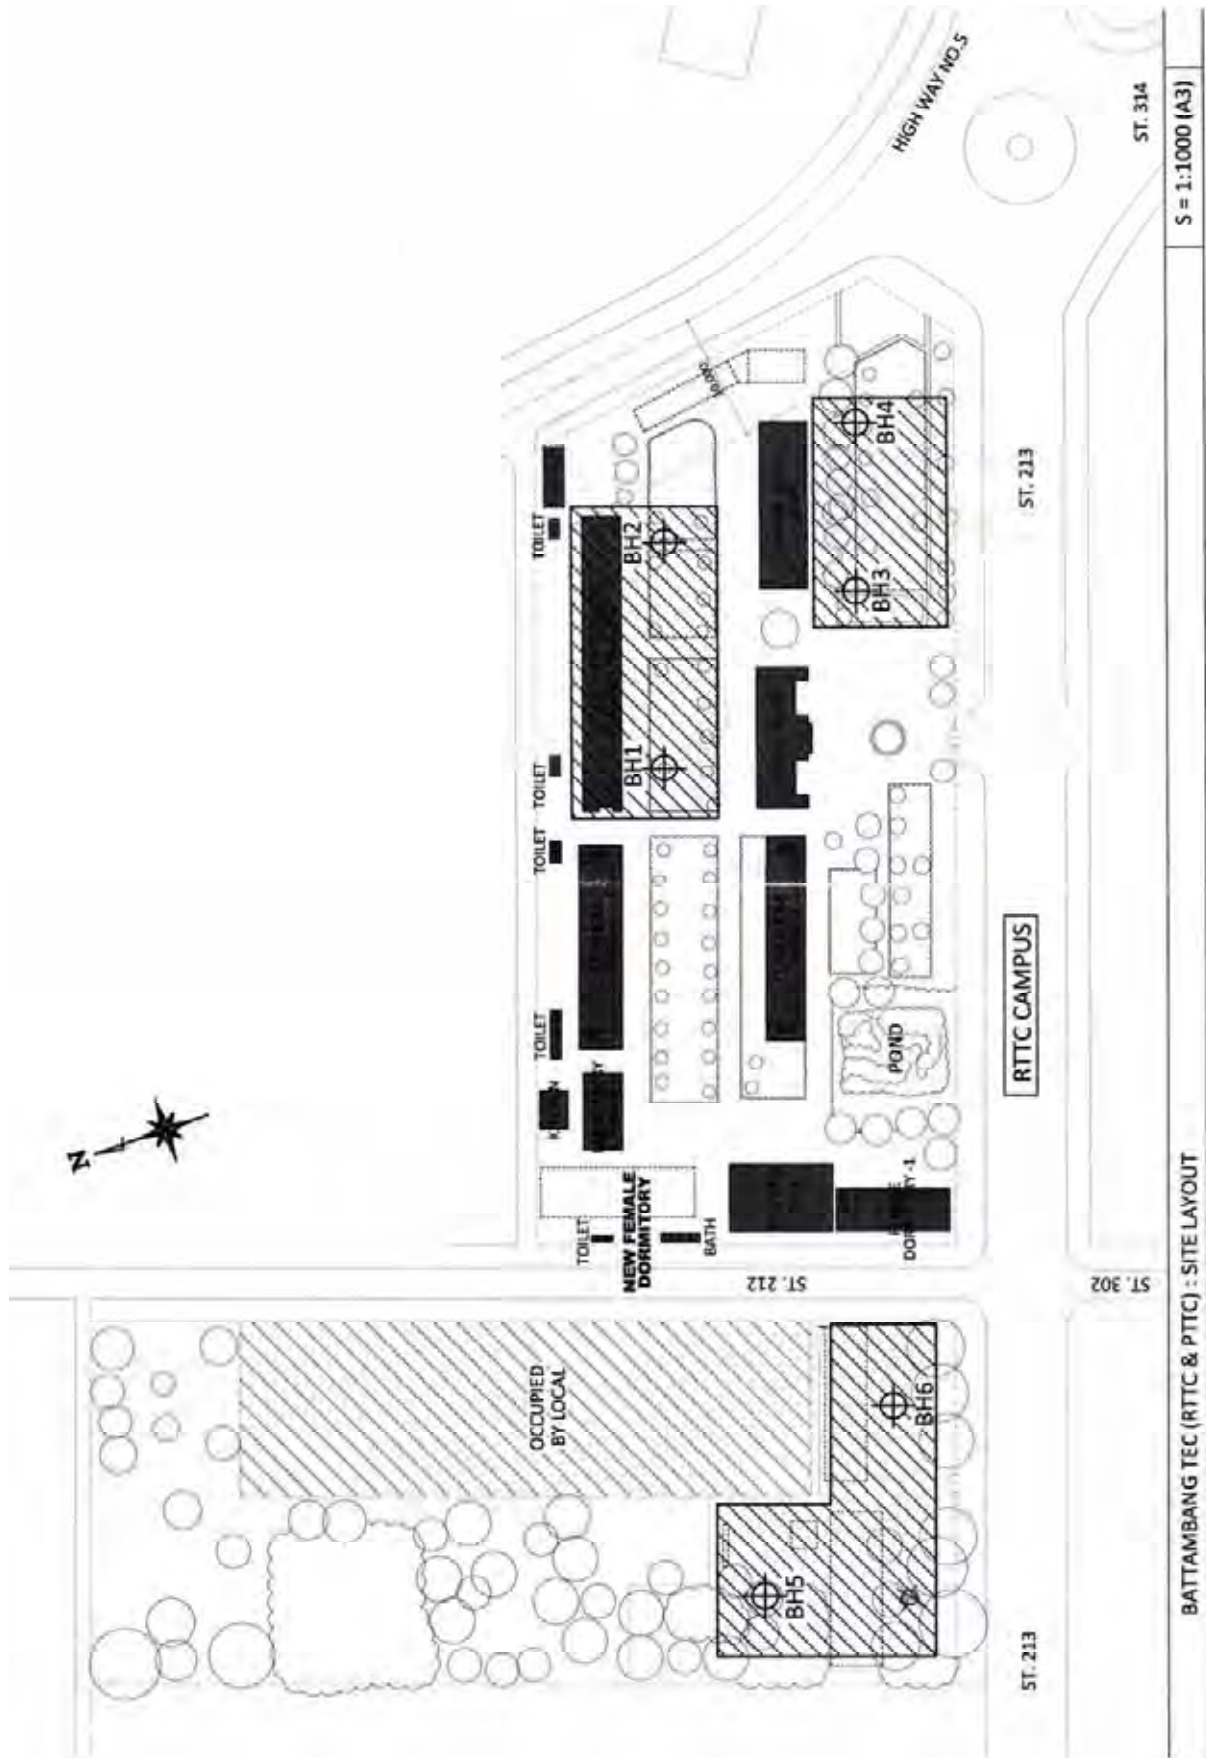 N
OCCUPIED
BY LOCAL
BH5
BH6
ST. 213
ST. 212
ST. 302
TOILET
NEW FEMALE
DORMITORY
BATH
TOILET
TOILET
TOILET
TOILET
POND
BH1
BH2
BH3
BH4
10,000
RTTC CAMPUS
ST. 213
HIGH WAY NO.5
ST. 314
BATTAMBANG TEC (RTTC & PTTC) : SITE LAYOUT
S = 1:1000 (A3)